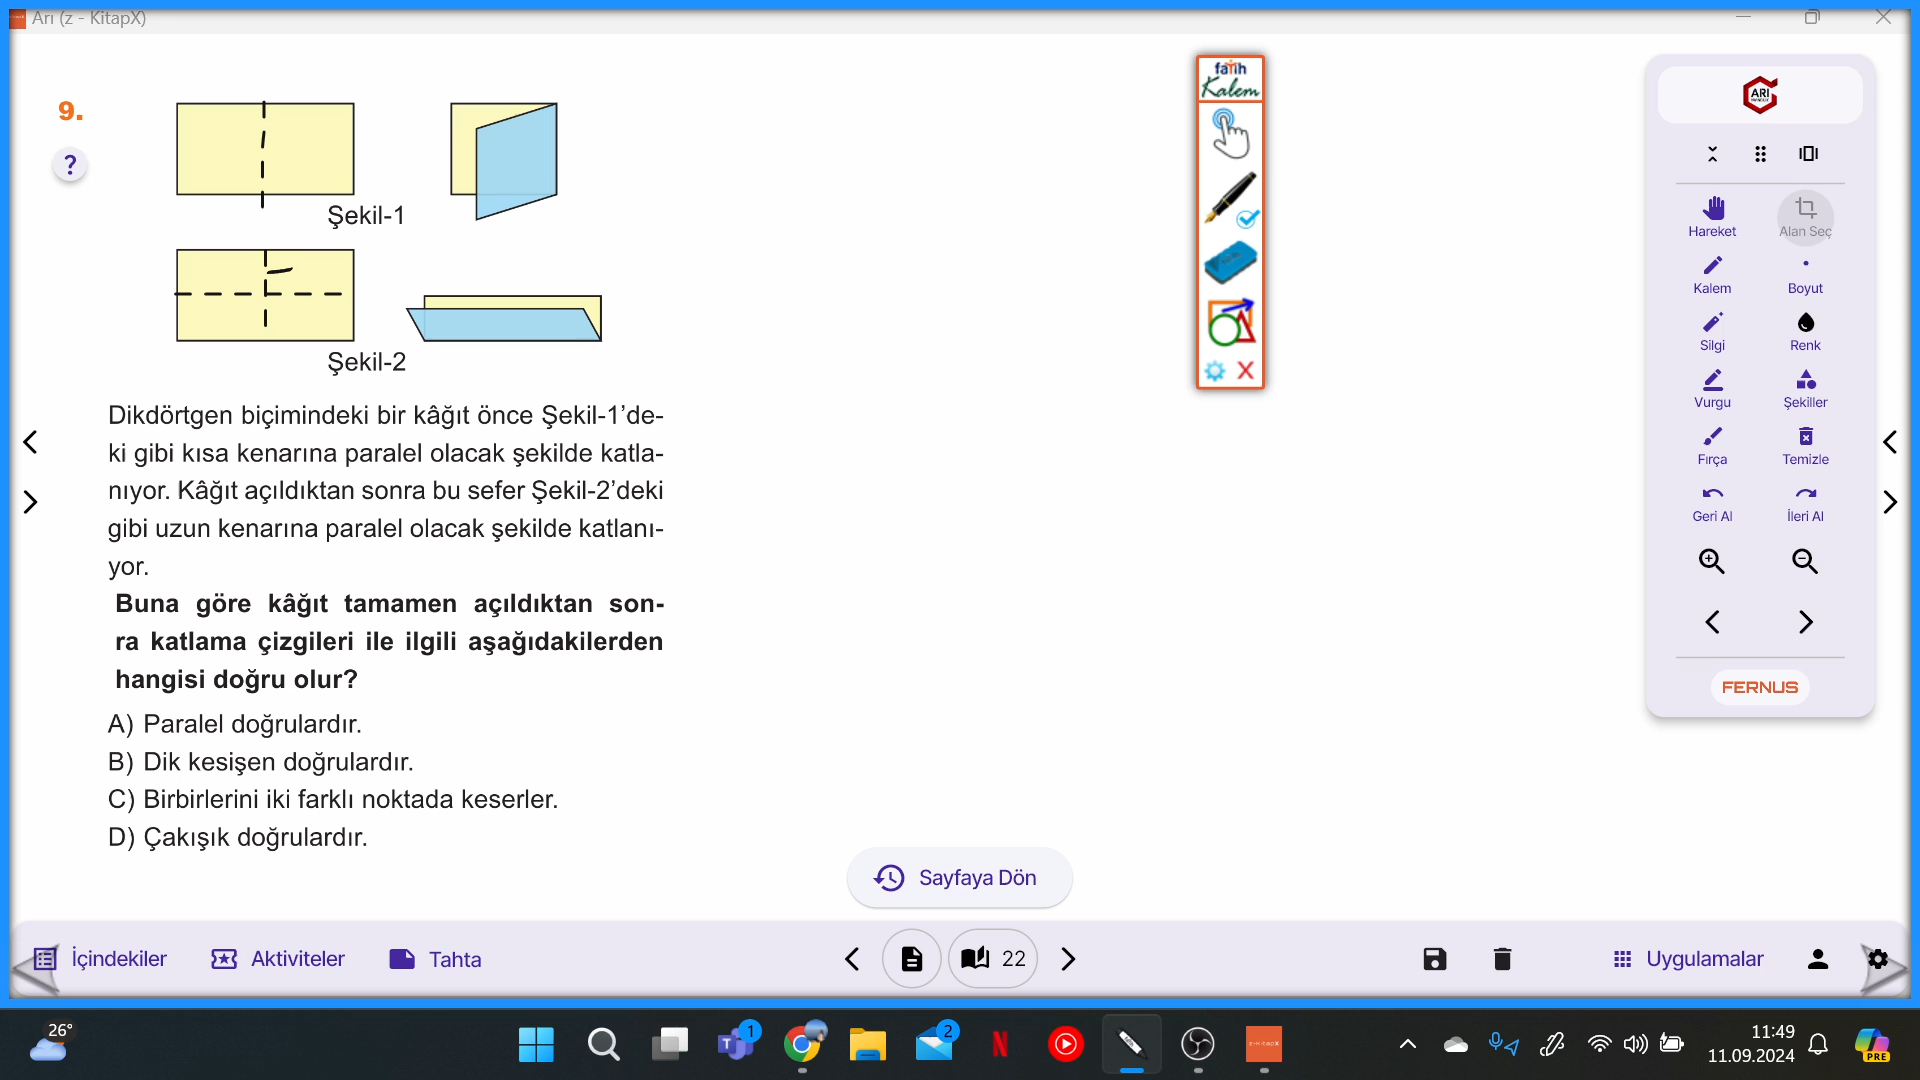 Arı (z - KitapX)
9.
?
Şekil-1
Şekil-2
Dikdörtgen biçimindeki bir kâğıt önce Şekil-1’de-
ki gibi kısa kenarına paralel olacak şekilde katla-
nıyor. Kâğıt açıldıktan sonra bu sefer Şekil-2’deki
gibi uzun kenarına paralel olacak şekilde katlanı-
yor.
Buna göre kâğıt tamamen açıldıktan son-
ra katlama çizgileri ile ilgili aşağıdakilerden
hangisi doğru olur?
A) Paralel doğrulardır.
B) Dik kesişen doğrulardır.
C) Birbirlerini iki farklı noktada keserler.
D) Çakışık doğrulardır.
fatih
Kalem
X
ARI
Hareket
Alan Seç
Kalem
Boyut
Silgi
Renk
Vurgu
Şekiller
Fırça
Temizle
Geri Al
İleri Al
FERNUS
Sayfaya Dön
İçindekiler
Aktiviteler
Tahta
22
Uygulamalar
26°
1
2
11:49
11.09.2024
PRE